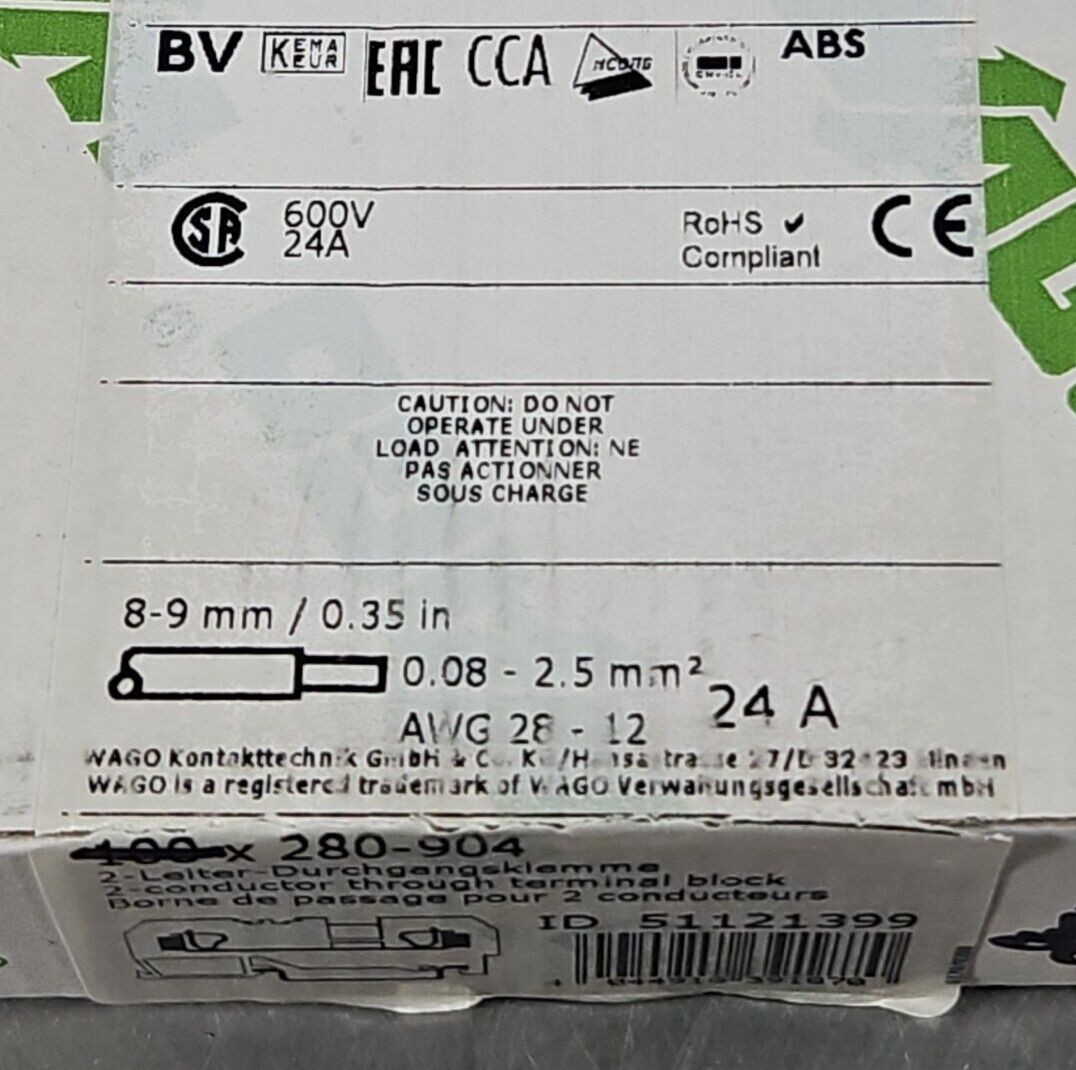 BV KEMA EUR EAC CCA ABS
600V
24A
RoHS ✓
Compliant
CE
CAUTION: DO NOT
OPERATE UNDER
LOAD ATTENTION: NE
PAS ACTIONNER
SOUS CHARGE
8-9 mm / 0.35 in
0.08 - 2.5 mm²
AWG 28 - 12
24 A
WAGO Kontakttechnik GmbH & Co. KG/Hansastrasse 27/D-32423 Minden
WAGO is a registered trademark of WAGO Verwaltungsgesellschaft mbH
100 x 280-904
2-Leiter-Durchgangsklemme
2-conductor through terminal block
Borne de passage pour 2 conducteurs
ID 51121399